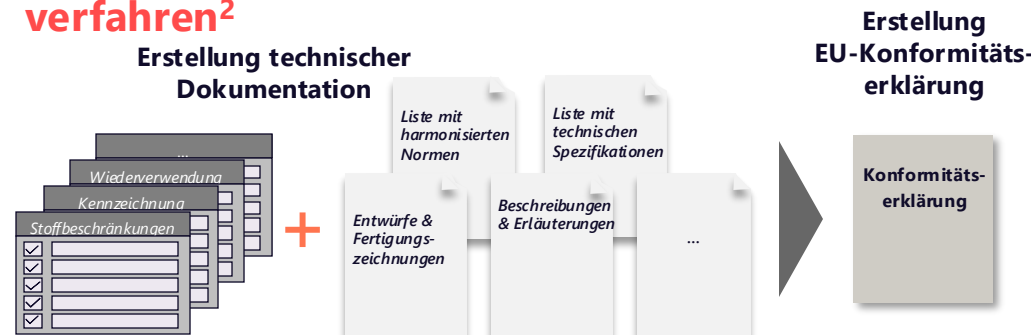 verfahren²
Erstellung technischer
Dokumentation
...
Wiederverwendung
Kennzeichnung
Stoffbeschränkungen
+
Liste mit
harmonisierten
Normen
Liste mit
technischen
Spezifikationen
Entwürfe &
Fertigungs-
zeichnungen
Beschreibungen
& Erläuterungen
...
Erstellung
EU-Konformitäts-
erklärung
Konformitäts-
erklärung